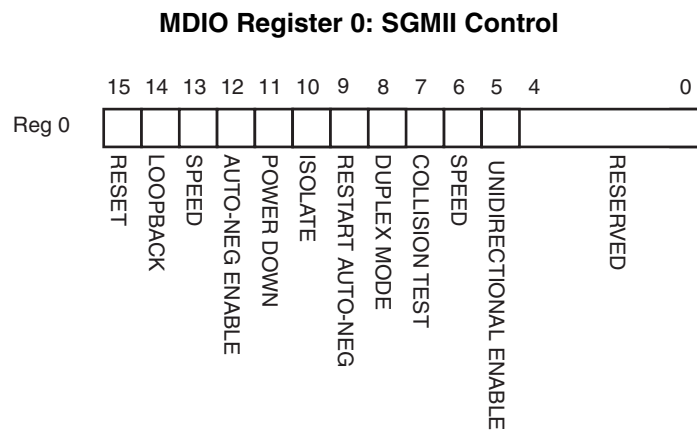 MDIO Register 0: SGMII Control
15 14 13 12 11 10 9 8 7 6 5 4 0
Reg 0
RESET
LOOPBACK
SPEED
AUTO-NEG ENABLE
POWER DOWN
ISOLATE
RESTART AUTO-NEG
DUPLEX MODE
COLLISION TEST
SPEED
UNIDIRECTIONAL ENABLE
RESERVED